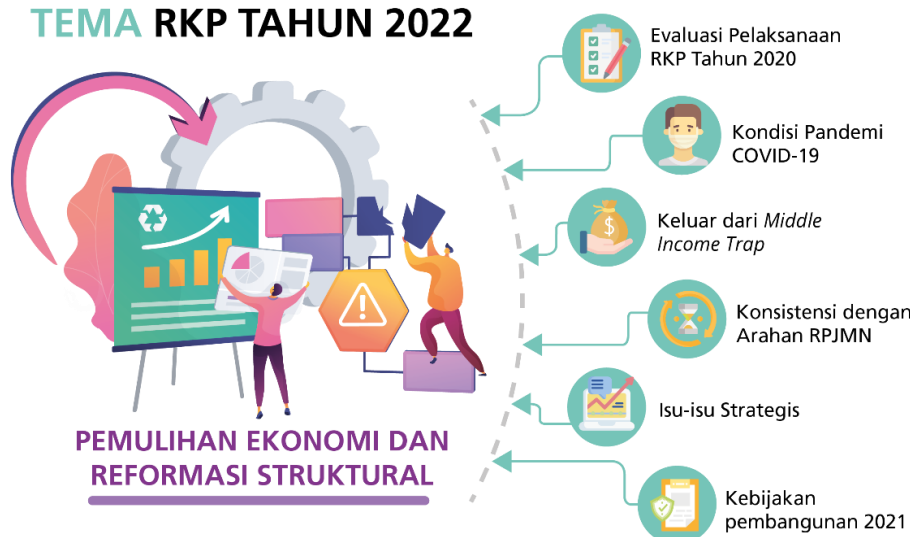 TEMA RKP TAHUN 2022
Evaluasi Pelaksanaan
RKP Tahun 2020
Kondisi Pandemi
COVID-19
Keluar dari Middle
Income Trap
Konsistensi dengan
Arahan RPJMN
Isu-isu Strategis
Kebijakan
pembangunan 2021
PEMULIHAN EKONOMI DAN
REFORMASI STRUKTURAL